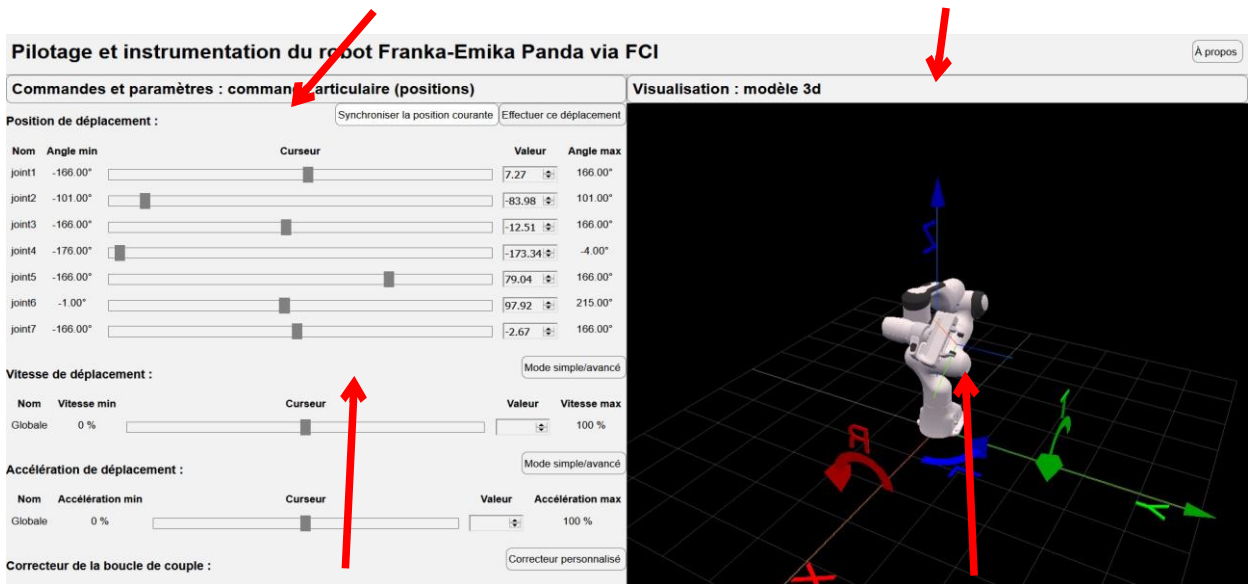 Pilotage et instrumentation du robot Franka-Emika Panda via FCI
À propos
Commandes et paramètres : commande articulaire (positions)
Visualisation : modèle 3d
Position de déplacement :
Synchroniser la position courante
Effectuer ce déplacement
Nom Angle min Curseur Valeur Angle max
joint1 -166.00° 7.27 166.00°
joint2 -101.00° -83.98 101.00°
joint3 -166.00° -12.51 166.00°
joint4 -176.00° -173.34 -4.00°
joint5 -166.00° 79.04 166.00°
joint6 -1.00° 97.92 215.00°
joint7 -166.00° -2.67 166.00°
Vitesse de déplacement :
Mode simple/avancé
Nom Vitesse min Curseur Valeur Vitesse max
Globale 0 % 100 %
Accélération de déplacement :
Mode simple/avancé
Nom Accélération min Curseur Valeur Accélération max
Globale 0 % 100 %
Correcteur de la boucle de couple :
Correcteur personnalisé
Z
R
Y
X